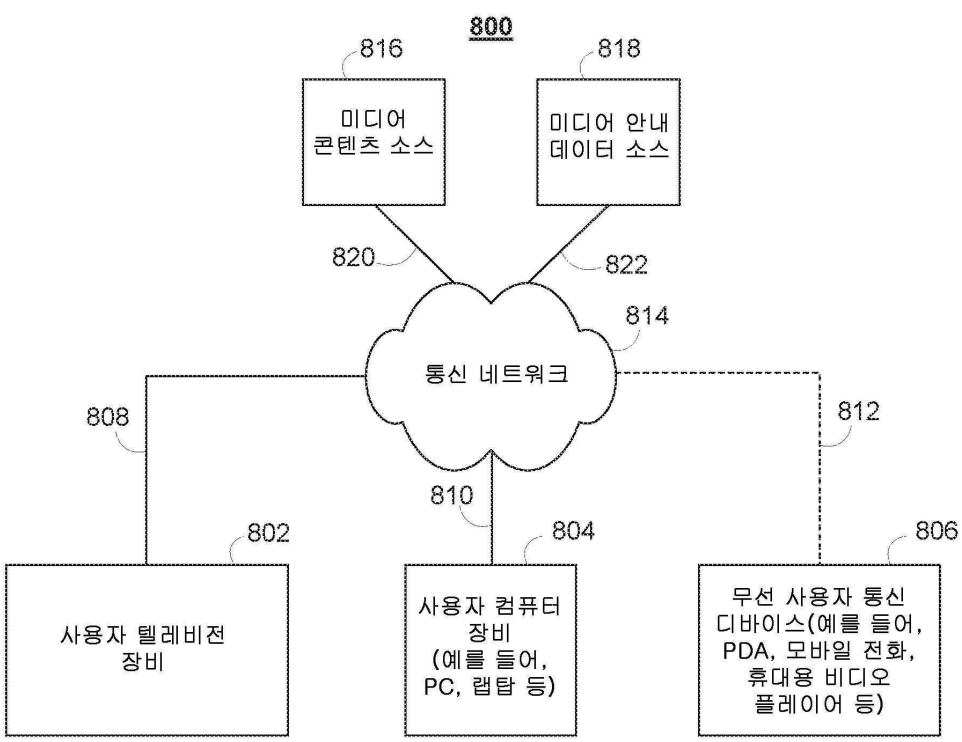 800
816
818
미디어
콘텐츠 소스
미디어 안내
데이터 소스
820
822
814
통신 네트워크
808
812
810
802
804
806
사용자 텔레비전
장비
사용자 컴퓨터
장비
(예를 들어,
PC, 랩탑 등)
무선 사용자 통신
디바이스(예를 들어,
PDA, 모바일 전화,
휴대용 비디오
플레이어 등)